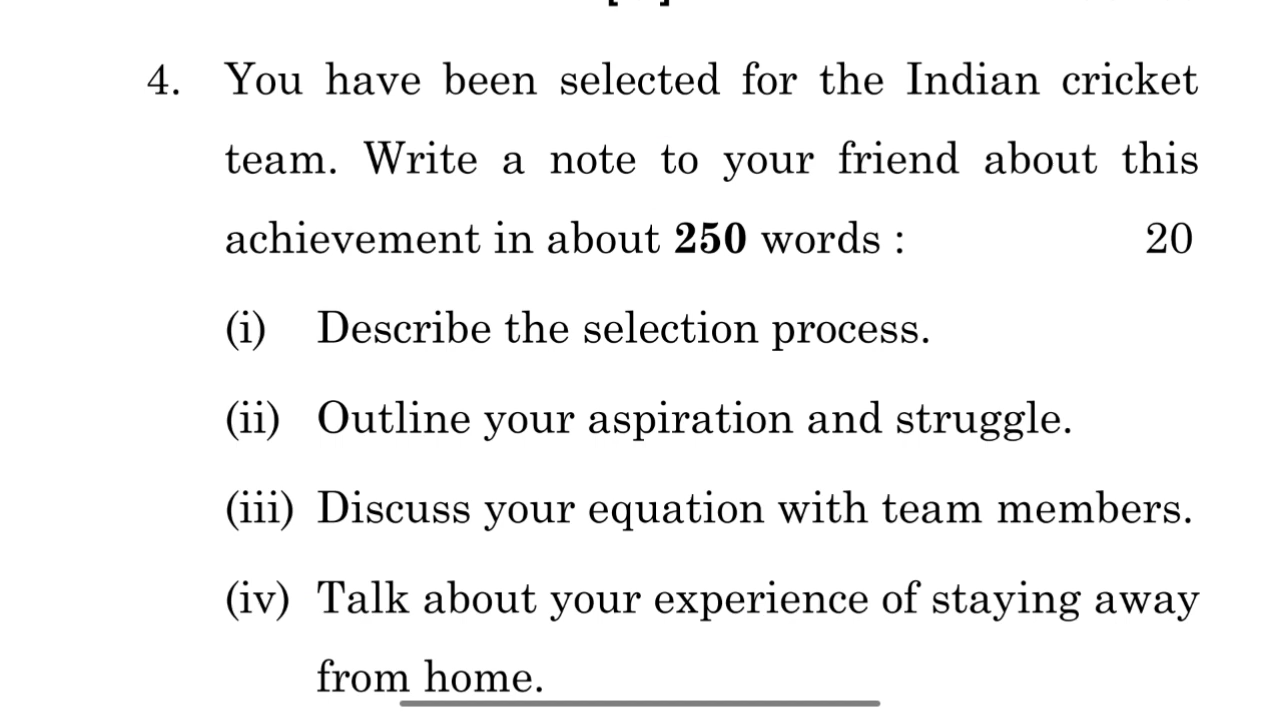 4. You have been selected for the Indian cricket
team. Write a note to your friend about this
achievement in about 250 words : 20
(i) Describe the selection process.
(ii) Outline your aspiration and struggle.
(iii) Discuss your equation with team members.
(iv) Talk about your experience of staying away
from home.